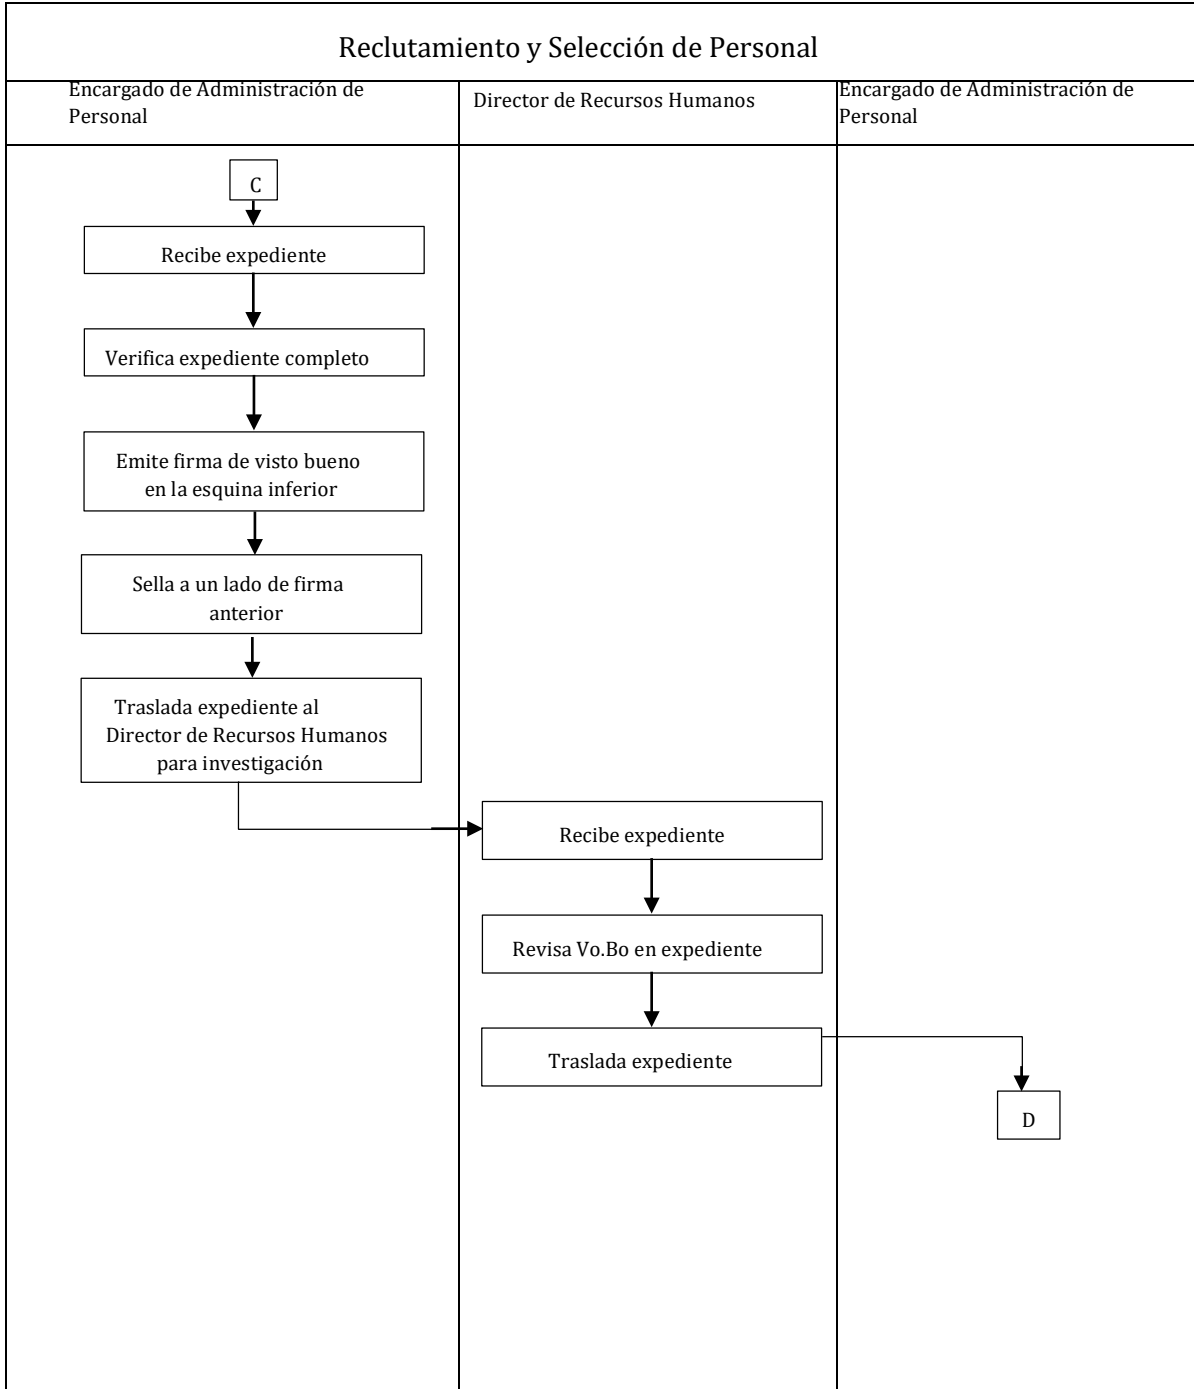 Reclutamiento y Selección de Personal
Encargado de Administración de
Personal
Director de Recursos Humanos
Encargado de Administración de
Personal
C
Recibe expediente
Verifica expediente completo
Emite firma de visto bueno
en la esquina inferior
Sella a un lado de firma
anterior
Traslada expediente al
Director de Recursos Humanos
para investigación
Recibe expediente
Revisa Vo.Bo en expediente
Traslada expediente
D